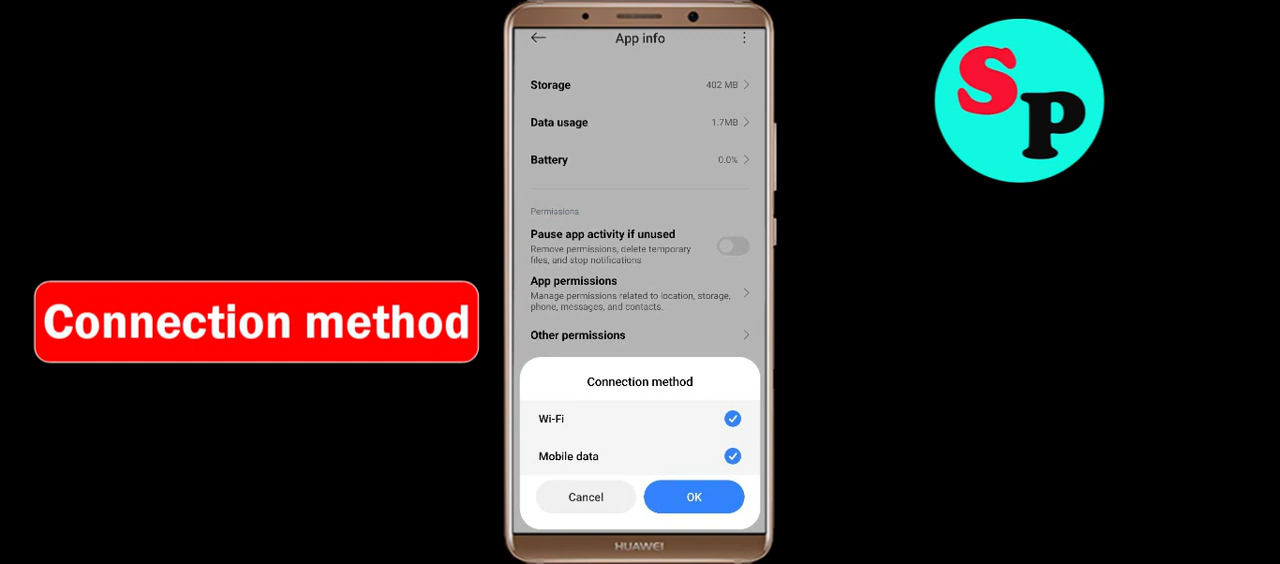 App info
Storage 402 MB
Data usage 1.7MB
Battery 0.0%
Permissions
Pause app activity if unused
Remove permissions, delete temporary
files, and stop notifications
App permissions
Manage permissions related to location, storage,
phone, messages, and contacts.
Other permissions
Connection method
Wi-Fi
Mobile data
Cancel OK
HUAWEI
Connection method
SP